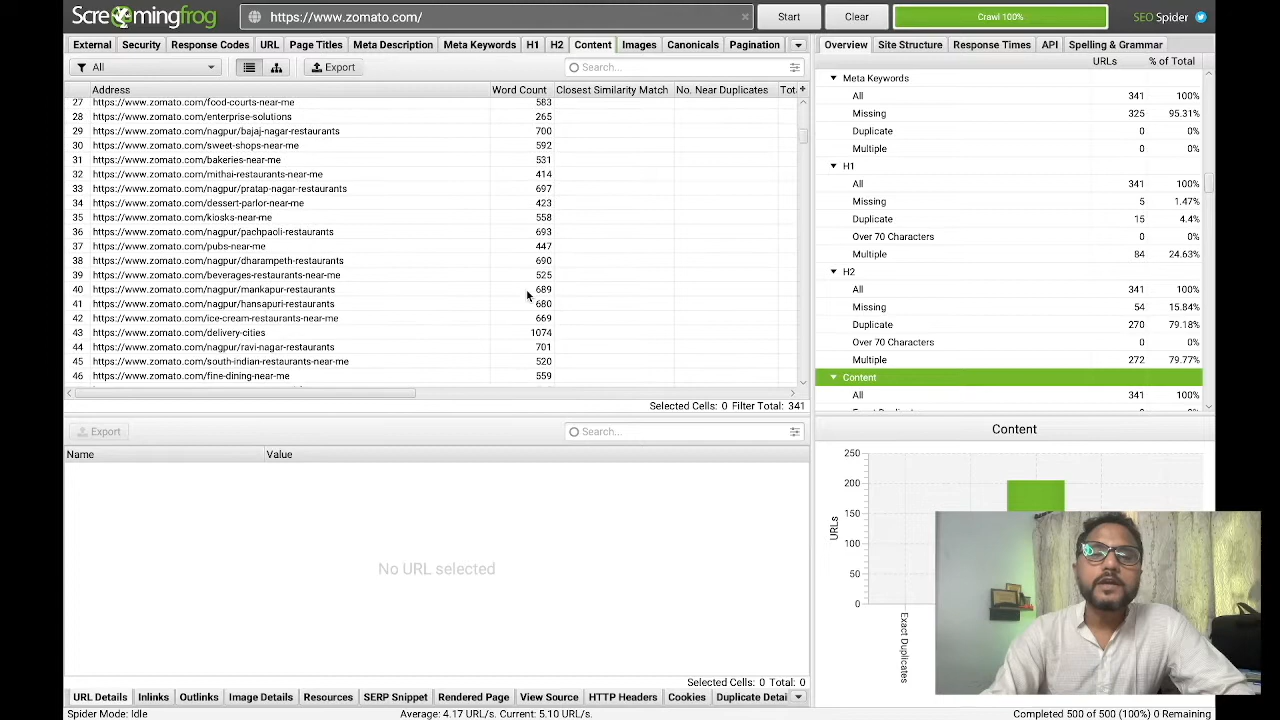 Screamingfrog
https://www.zomato.com/
Start
Clear
Crawl 100%
SEO Spider
External Security Response Codes URL Page Titles Meta Description Meta Keywords H1 H2 Content Images Canonicals Pagination
Overview Site Structure Response Times API Spelling & Grammar
All
Export
Search...
URLs % of Total
Address Word Count Closest Similarity Match No. Near Duplicates Tot
27 https://www.zomato.com/food-courts-near-me 583
28 https://www.zomato.com/enterprise-solutions 265
29 https://www.zomato.com/nagpur/bajaj-nagar-restaurants 700
30 https://www.zomato.com/sweet-shops-near-me 592
31 https://www.zomato.com/bakeries-near-me 531
32 https://www.zomato.com/mithai-restaurants-near-me 414
33 https://www.zomato.com/nagpur/pratap-nagar-restaurants 697
34 https://www.zomato.com/dessert-parlor-near-me 423
35 https://www.zomato.com/kiosks-near-me 558
36 https://www.zomato.com/nagpur/pachpaoli-restaurants 693
37 https://www.zomato.com/pubs-near-me 447
38 https://www.zomato.com/nagpur/dharampeth-restaurants 690
39 https://www.zomato.com/beverages-restaurants-near-me 525
40 https://www.zomato.com/nagpur/mankapur-restaurants 689
41 https://www.zomato.com/nagpur/hansapuri-restaurants 680
42 https://www.zomato.com/ice-cream-restaurants-near-me 669
43 https://www.zomato.com/delivery-cities 1074
44 https://www.zomato.com/nagpur/ravi-nagar-restaurants 701
45 https://www.zomato.com/south-indian-restaurants-near-me 520
46 https://www.zomato.com/fine-dining-near-me 559
Selected Cells: 0 Filter Total: 341
Meta Keywords
All 341 100%
Missing 325 95.31%
Duplicate 0 0%
Multiple 0 0%
H1
All 341 100%
Missing 5 1.47%
Duplicate 15 4.4%
Over 70 Characters 0 0%
Multiple 84 24.63%
H2
All 341 100%
Missing 54 15.84%
Duplicate 270 79.18%
Over 70 Characters 0 0%
Multiple 272 79.77%
Content
All 341 100%
Export
Search...
Name Value
No URL selected
Selected Cells: 0 Total: 0
Content
250
200
150
100
50
0
URLs
Exact Duplicates
URL Details Inlinks Outlinks Image Details Resources SERP Snippet Rendered Page View Source HTTP Headers Cookies Duplicate Detai
Spider Mode: Idle
Average: 4.17 URL/s. Current: 5.10 URL/s.
Completed 500 of 500 (100%) 0 Remaining